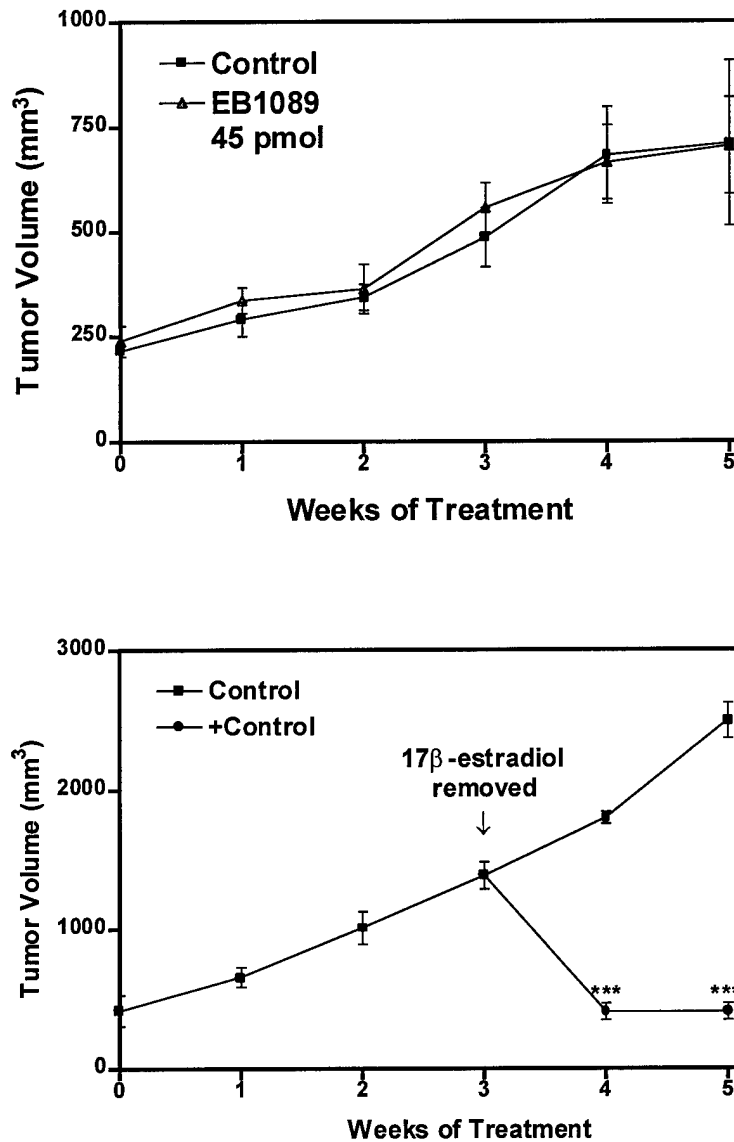 1000
750
500
250
0
Tumor Volume (mm³)
Control
EB1089
45 pmol
0 1 2 3 4 5
Weeks of Treatment
3000
2000
1000
0
Tumor Volume (mm³)
Control
+Control
17β-estradiol
removed
↓
*** ***
0 1 2 3 4 5
Weeks of Treatment